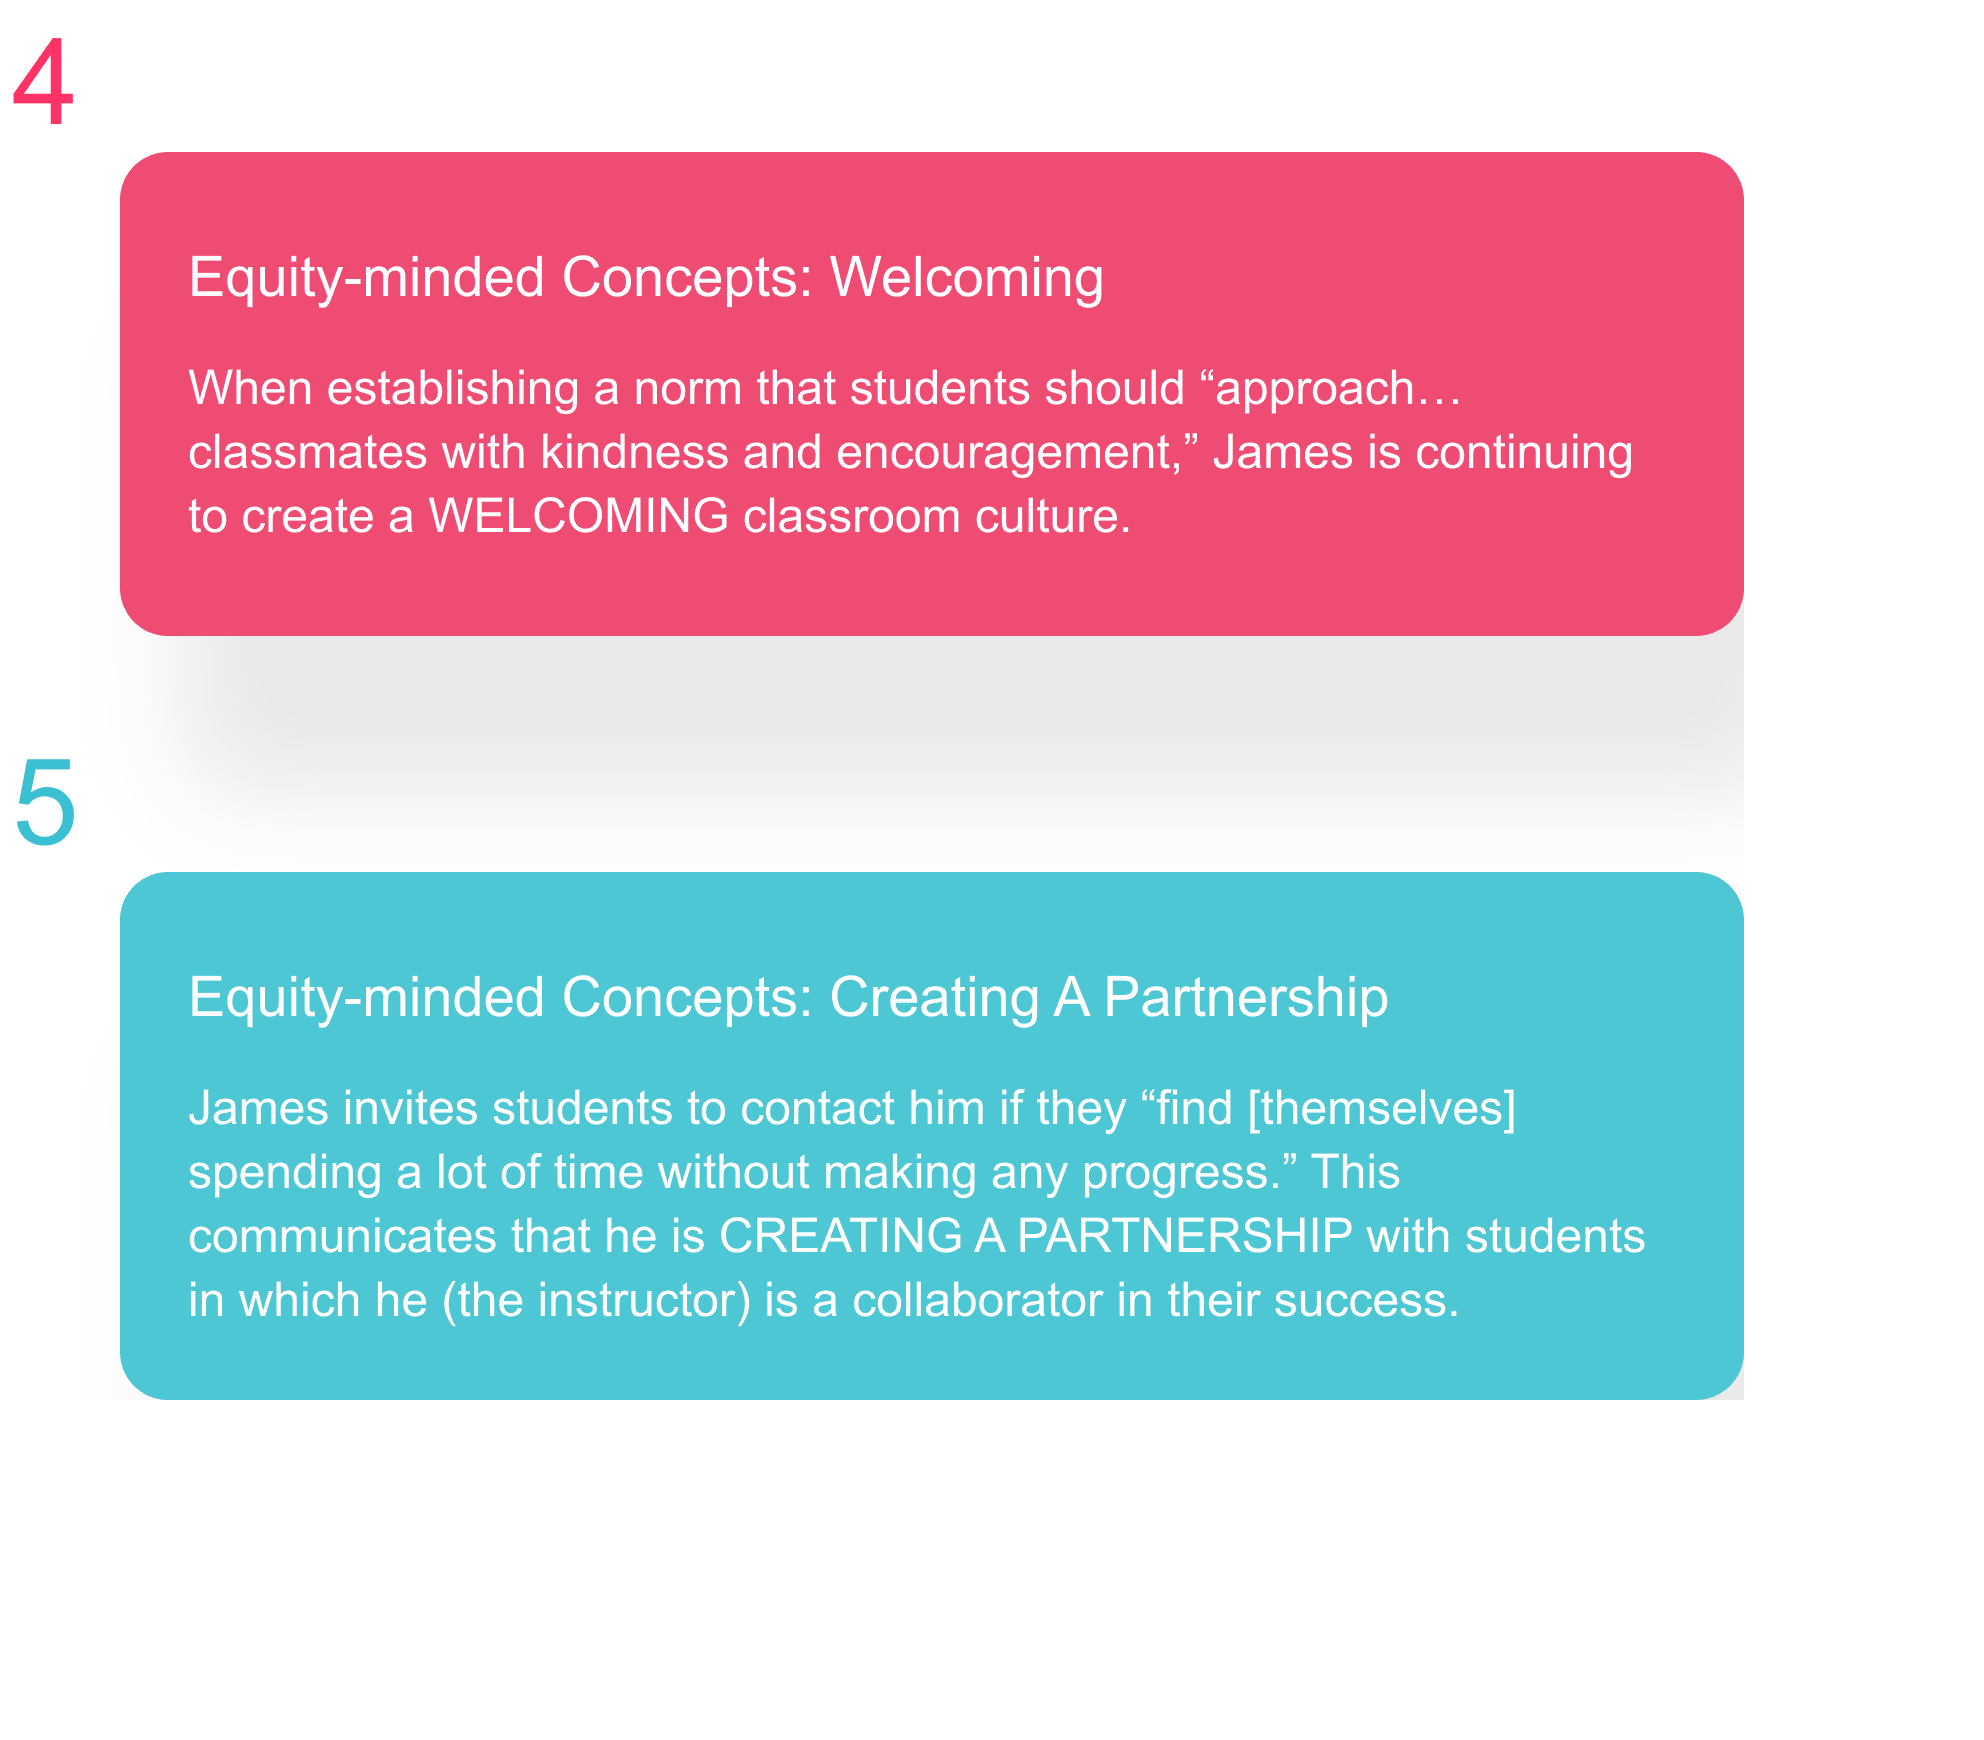 4
Equity-minded Concepts: Welcoming
When establishing a norm that students should “approach…
classmates with kindness and encouragement,” James is continuing
to create a WELCOMING classroom culture.
5
Equity-minded Concepts: Creating A Partnership
James invites students to contact him if they “find [themselves]
spending a lot of time without making any progress.” This
communicates that he is CREATING A PARTNERSHIP with students
in which he (the instructor) is a collaborator in their success.